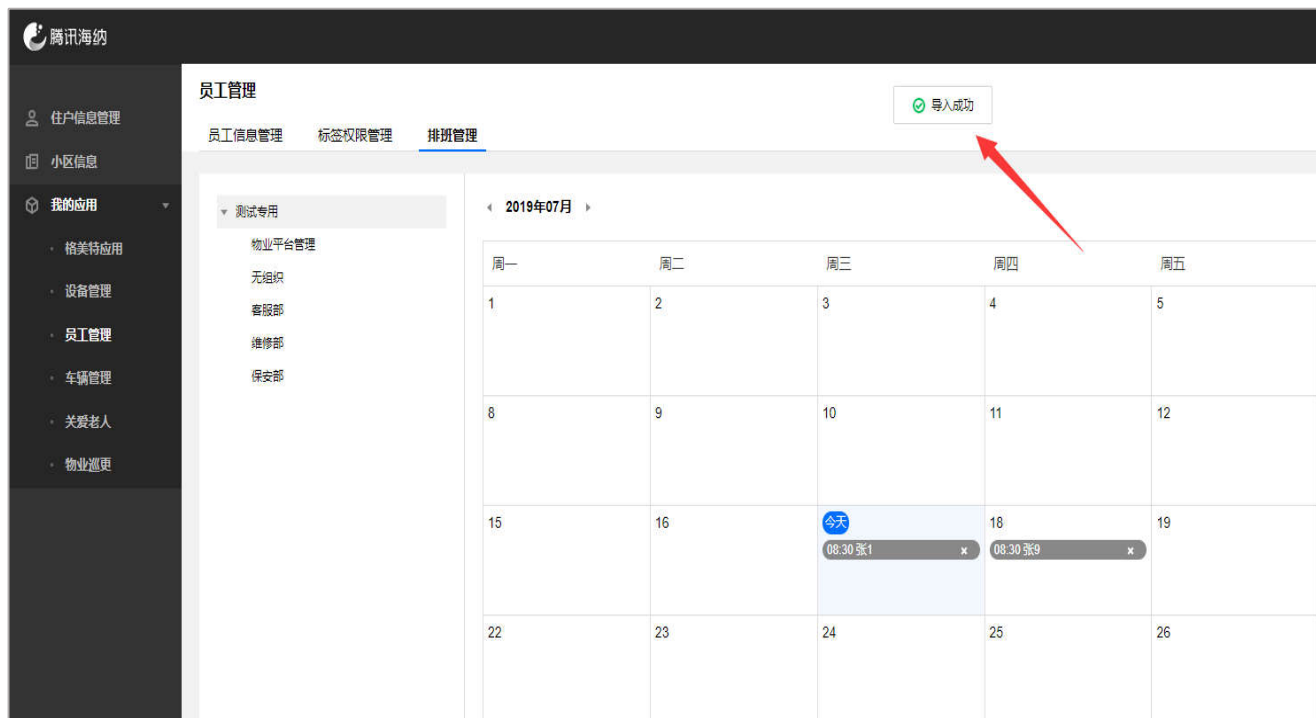 腾讯海纳
住户信息管理
小区信息
我的应用
格美特应用
设备管理
员工管理
车辆管理
关爱老人
物业巡更
员工管理
导入成功
员工信息管理 标签权限管理 排班管理
测试专用
物业平台管理
无组织
客服部
维修部
保安部
2019年07月
周一 周二 周三 周四 周五
1 2 3 4 5
8 9 10 11 12
15 16 今天 18 19
08:30 张1 x 08:30 张9 x
22 23 24 25 26